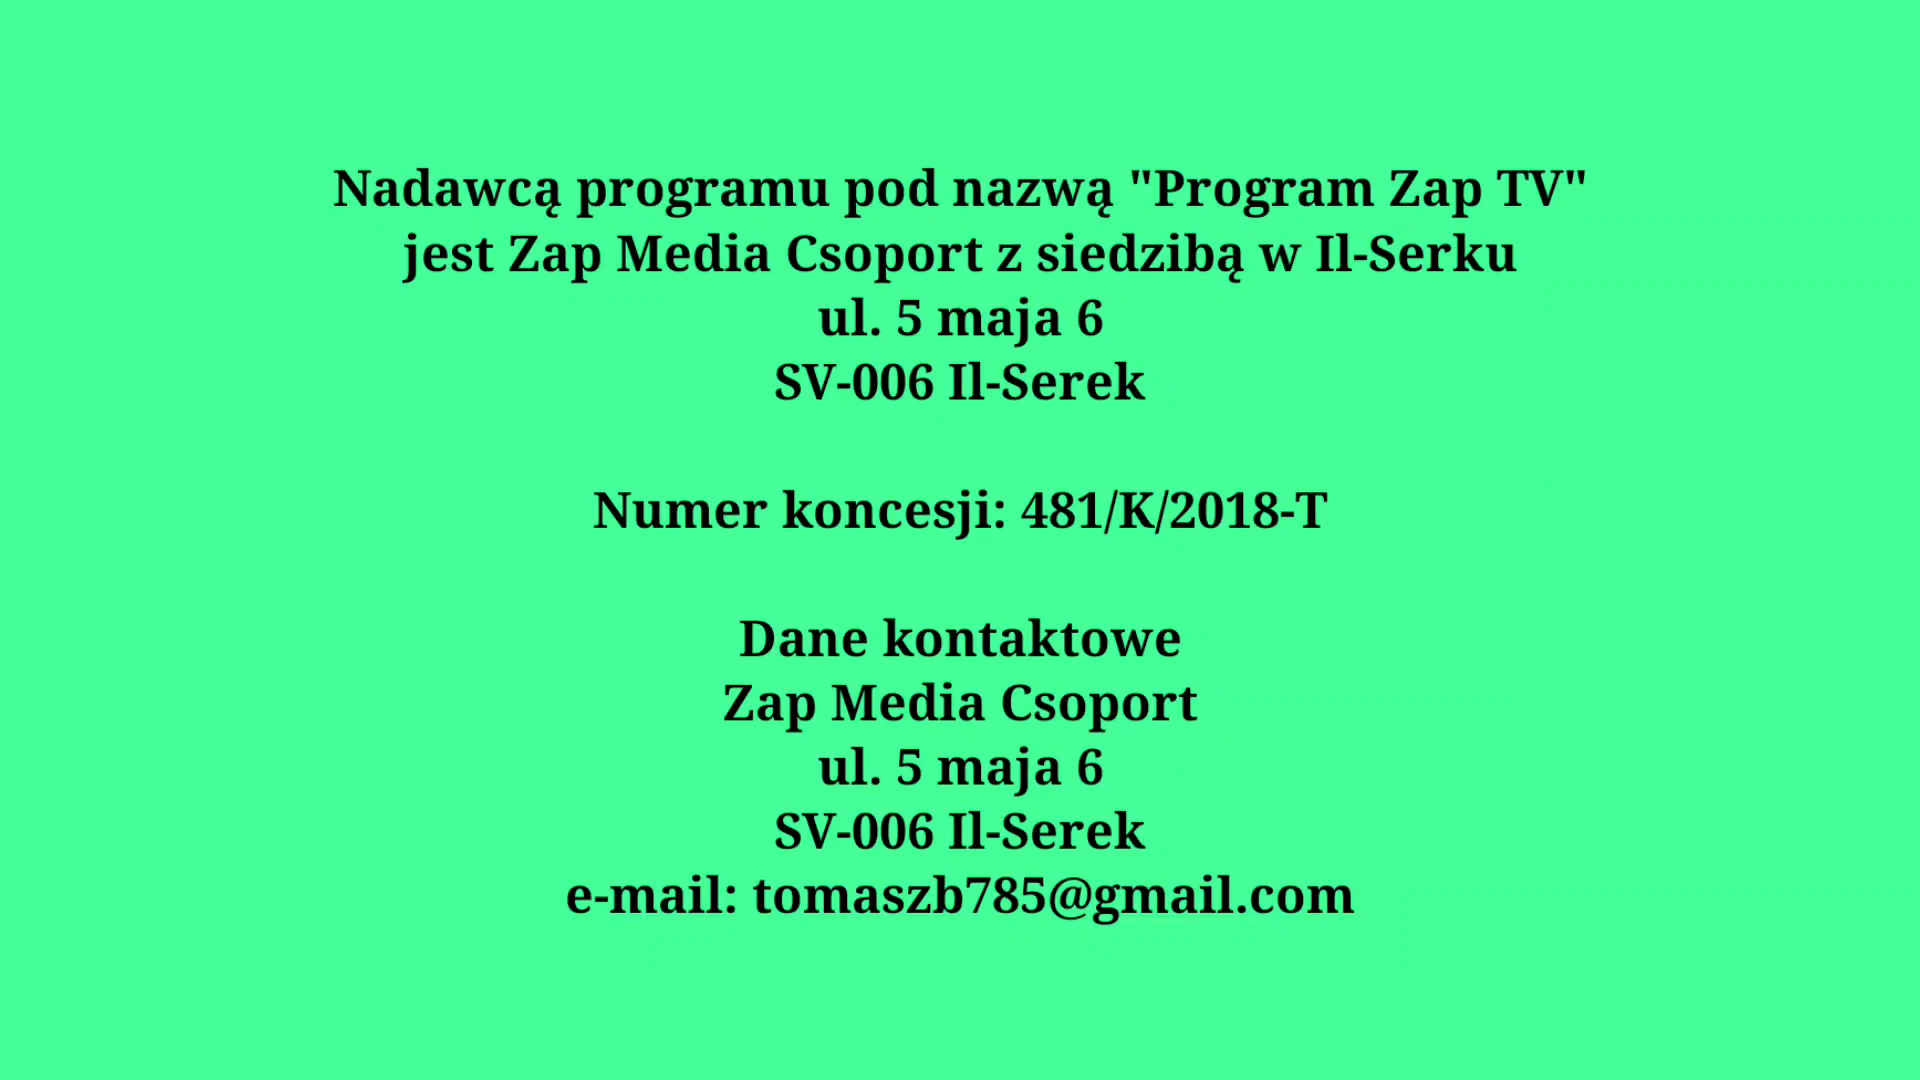 Nadawcą programu pod nazwą "Program Zap TV"
jest Zap Media Csoport z siedzibą w Il-Serku
ul. 5 maja 6
SV-006 Il-Serek
Numer koncesji: 481/K/2018-T
Dane kontaktowe
Zap Media Csoport
ul. 5 maja 6
SV-006 Il-Serek
e-mail: tomaszb785@gmail.com